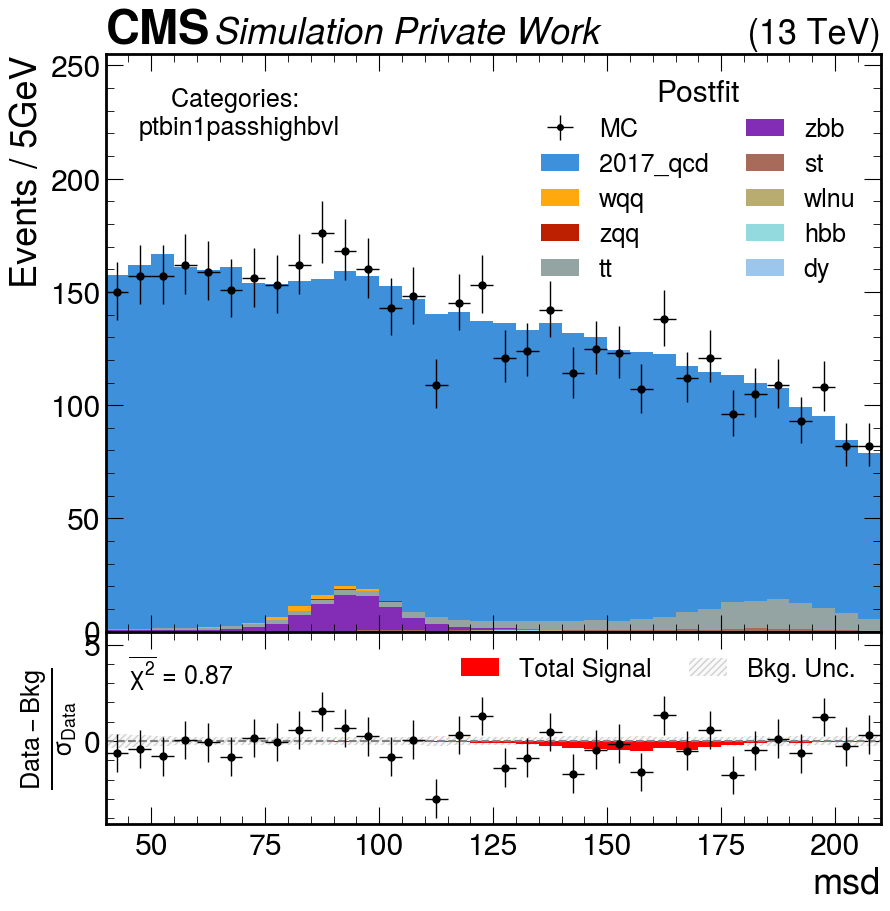 CMS Simulation Private Work (13 TeV)
Events / 5GeV
250
200
150
100
50
0
Categories:
ptbin1passhighbvl
Postfit
MC
2017_qcd
wqq
zqq
tt
zbb
st
wlnu
hbb
dy
Data – Bkg
σData
5
0
χ² = 0.87
Total Signal
Bkg. Unc.
50 75 100 125 150 175 200
msd